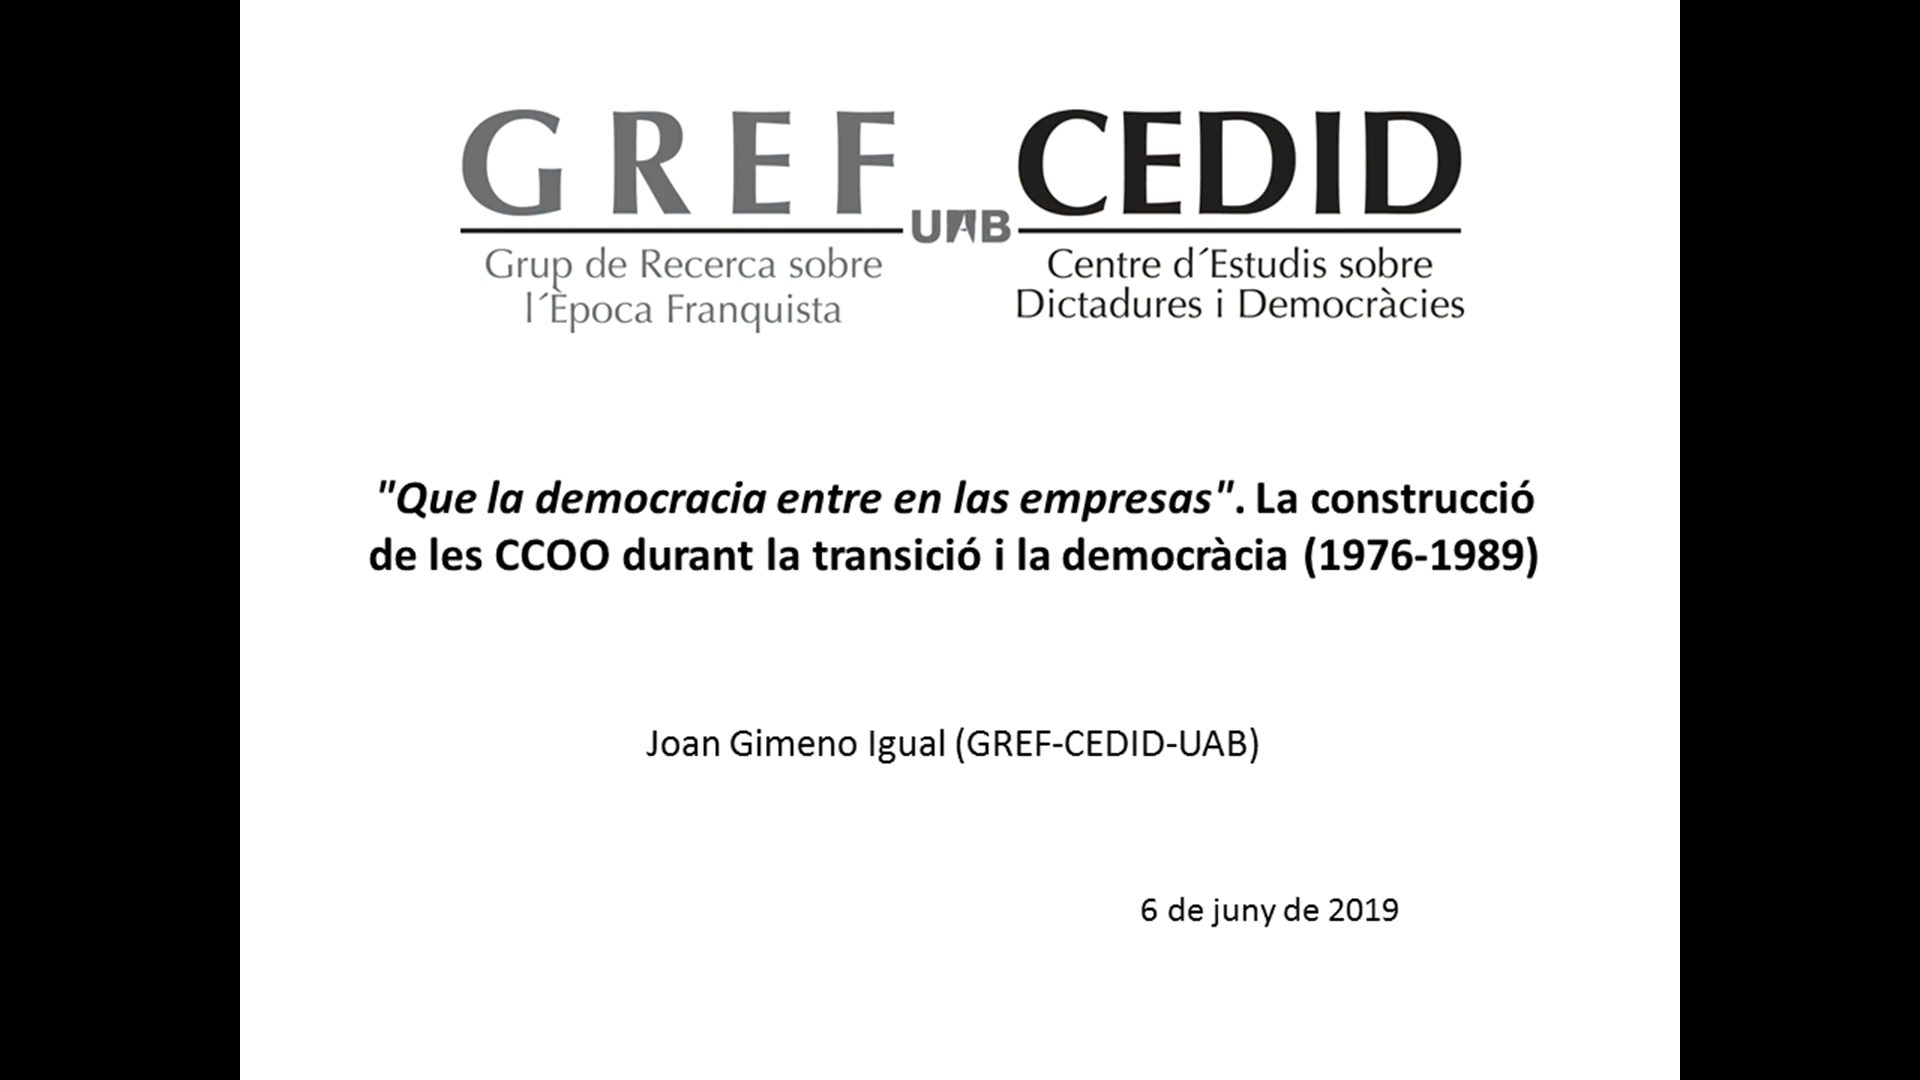 GREF
UAB
CEDID
Grup de Recerca sobre
l´Època Franquista
Centre d´Estudis sobre
Dictadures i Democràcies
"Que la democracia entre en las empresas". La construcció
de les CCOO durant la transició i la democràcia (1976-1989)
Joan Gimeno Igual (GREF-CEDID-UAB)
6 de juny de 2019